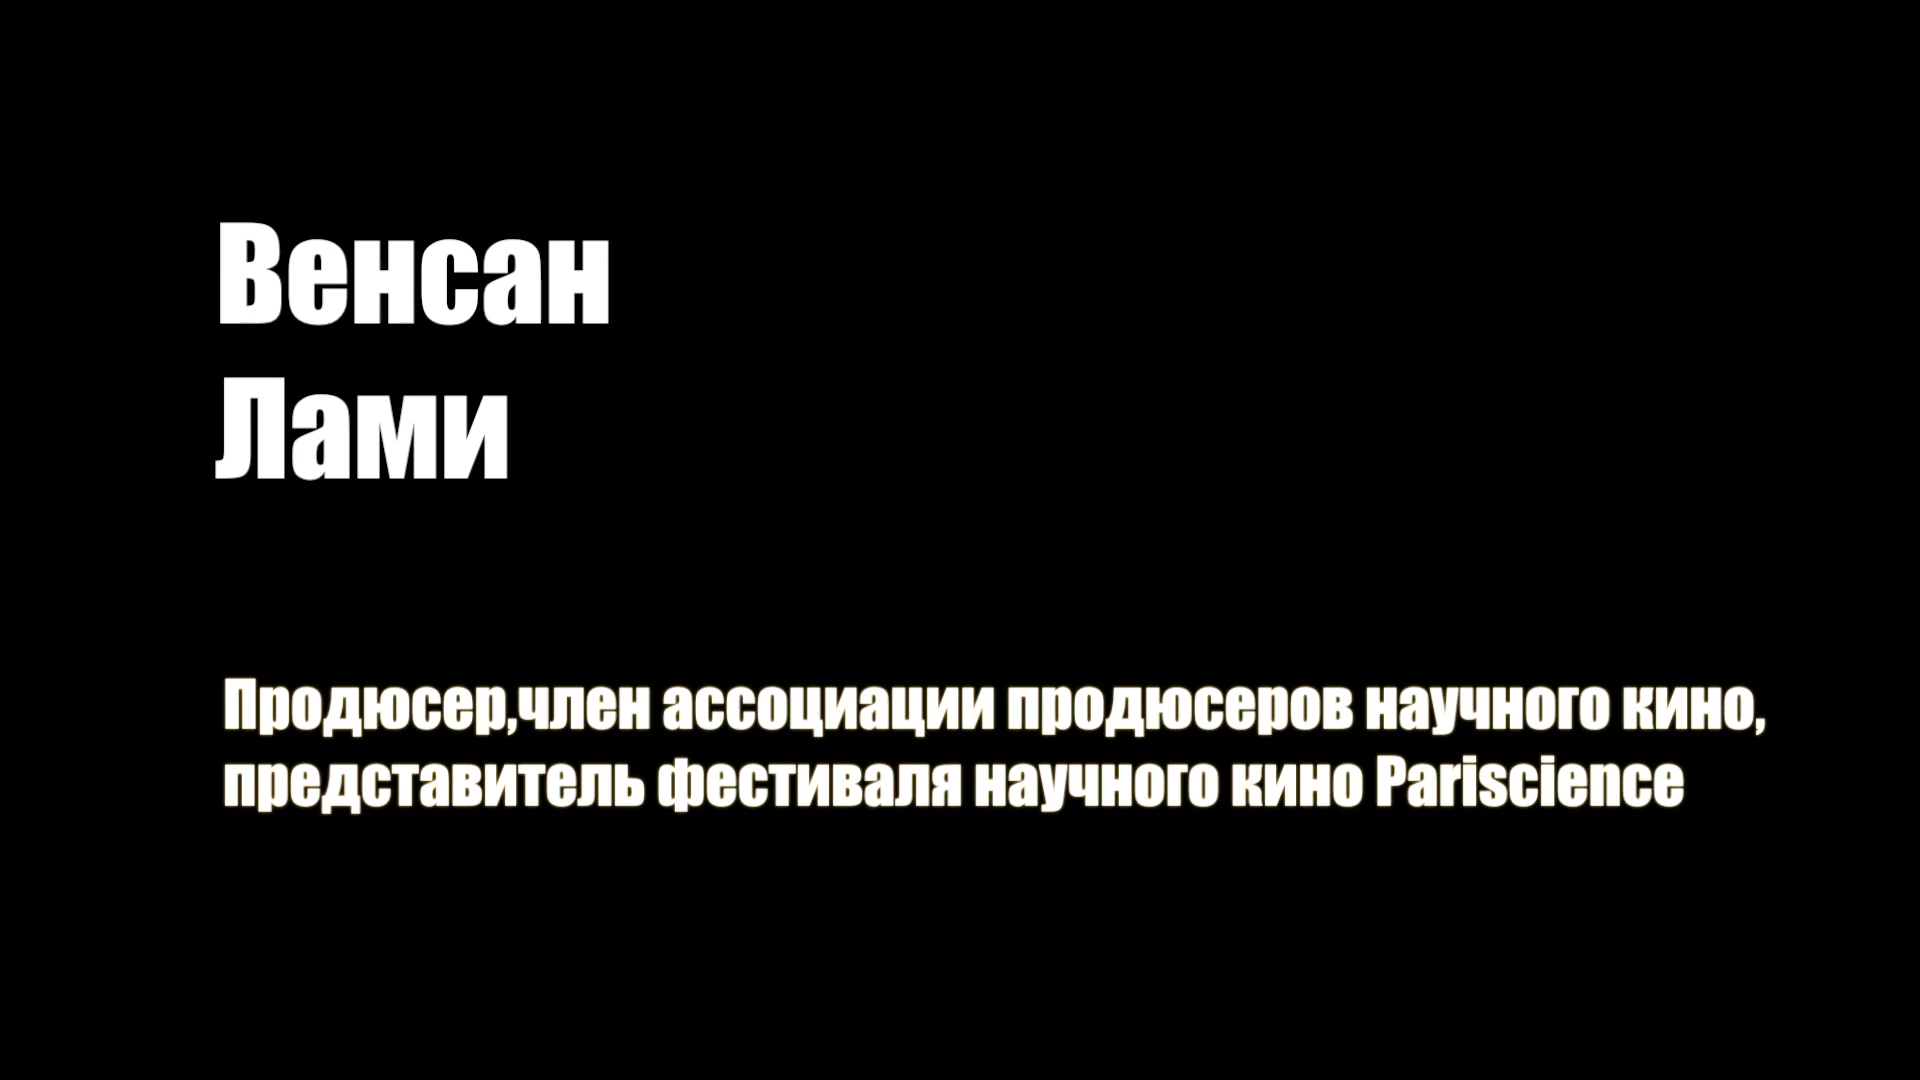 Венсан
Лами
Продюсер,член ассоциации продюсеров научного кино,
представитель фестиваля научного кино Pariscience